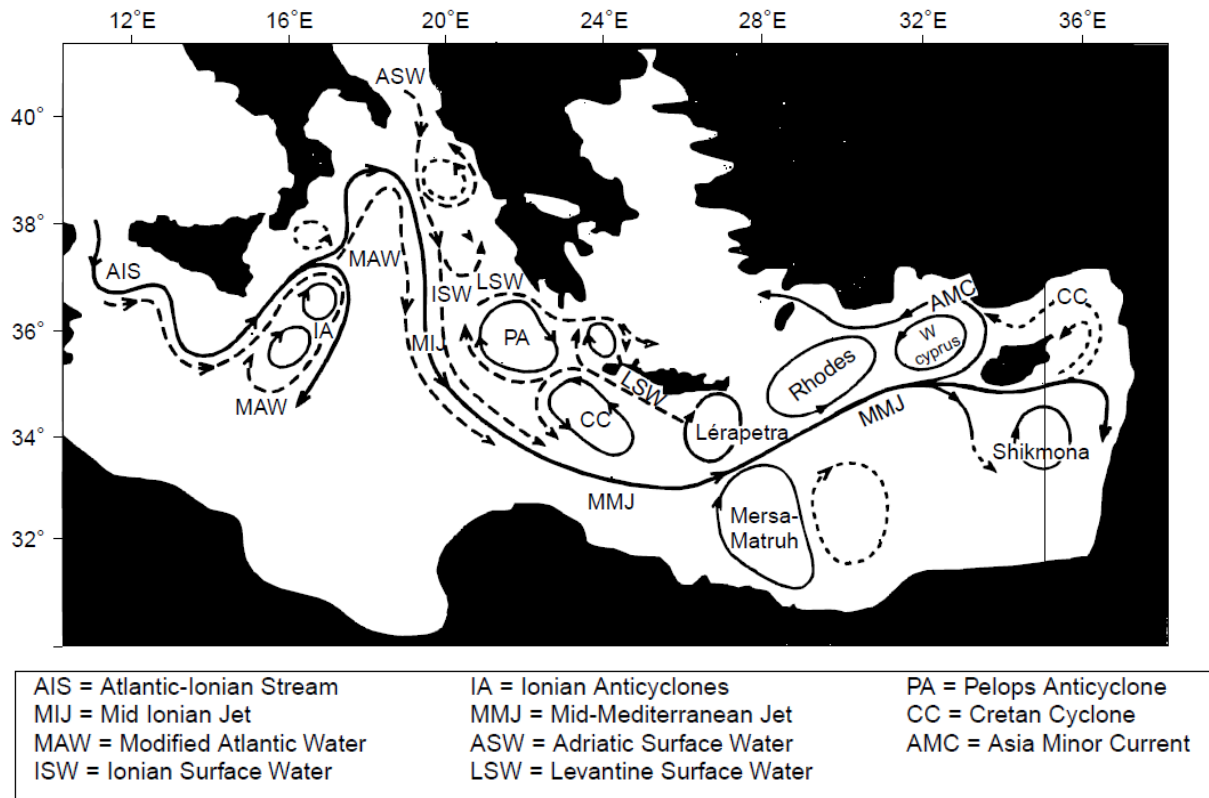 12°E 16°E 20°E 24°E 28°E 32°E 36°E
40°
38°
36°
34°
32°
ASW
MAW
AIS
ISW
LSW
IA
MIJ
PA
MAW
LSW
CC
Lérapetra
Rhodes
AMC
W
cyprus
CC
MMJ
Shikmona
MMJ
Mersa-
Matruh
AIS = Atlantic-Ionian Stream
MIJ = Mid Ionian Jet
MAW = Modified Atlantic Water
ISW = Ionian Surface Water
IA = Ionian Anticyclones
MMJ = Mid-Mediterranean Jet
ASW = Adriatic Surface Water
LSW = Levantine Surface Water
PA = Pelops Anticyclone
CC = Cretan Cyclone
AMC = Asia Minor Current